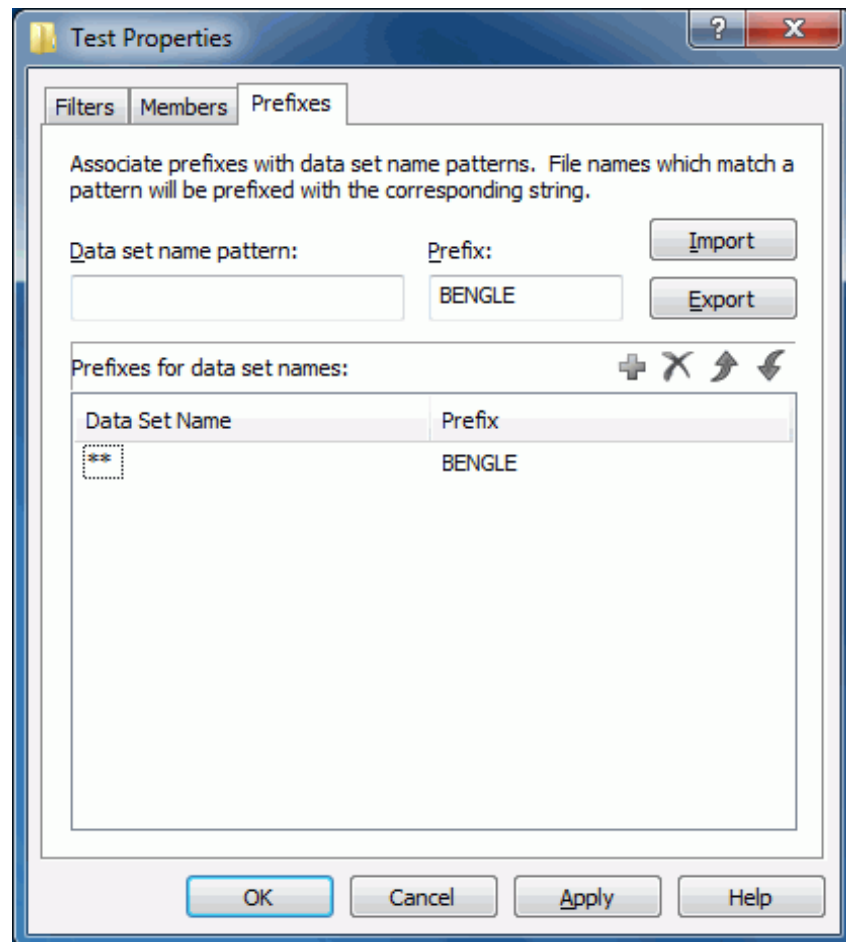 Test Properties
?
X
Filters Members Prefixes
Associate prefixes with data set name patterns. File names which match a
pattern will be prefixed with the corresponding string.
Data set name pattern: Prefix: Import
BENGLE Export
Prefixes for data set names:
Data Set Name Prefix
** BENGLE
OK Cancel Apply Help